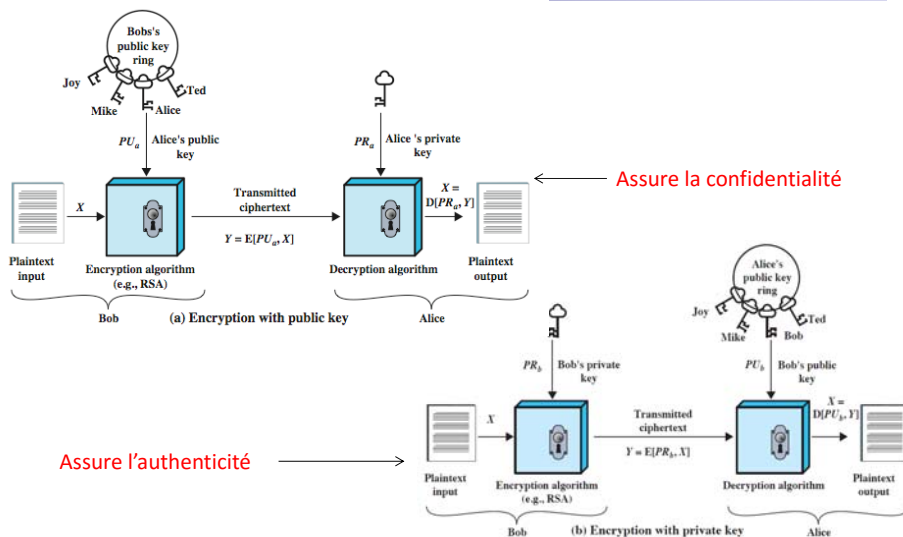 Bobs's
public key
ring
Joy
Ted
Mike
Alice
PUa
Alice's public
key
PRa
Alice 's private
key
X
Transmitted
ciphertext
X =
D[PRa, Y]
Y = E[PUa, X]
Plaintext
input
Encryption algorithm
(e.g., RSA)
Decryption algorithm
Plaintext
output
Bob
(a) Encryption with public key
Alice
Assure la confidentialité
Alice's
public key
ring
Joy
Ted
Mike
Bob
PRb
Bob's private
key
PUb
Bob's public
key
X
Transmitted
ciphertext
X =
D[PUb, Y]
Y = E[PRb, X]
Plaintext
input
Encryption algorithm
(e.g., RSA)
Decryption algorithm
Plaintext
output
Bob
(b) Encryption with private key
Alice
Assure l’authenticité